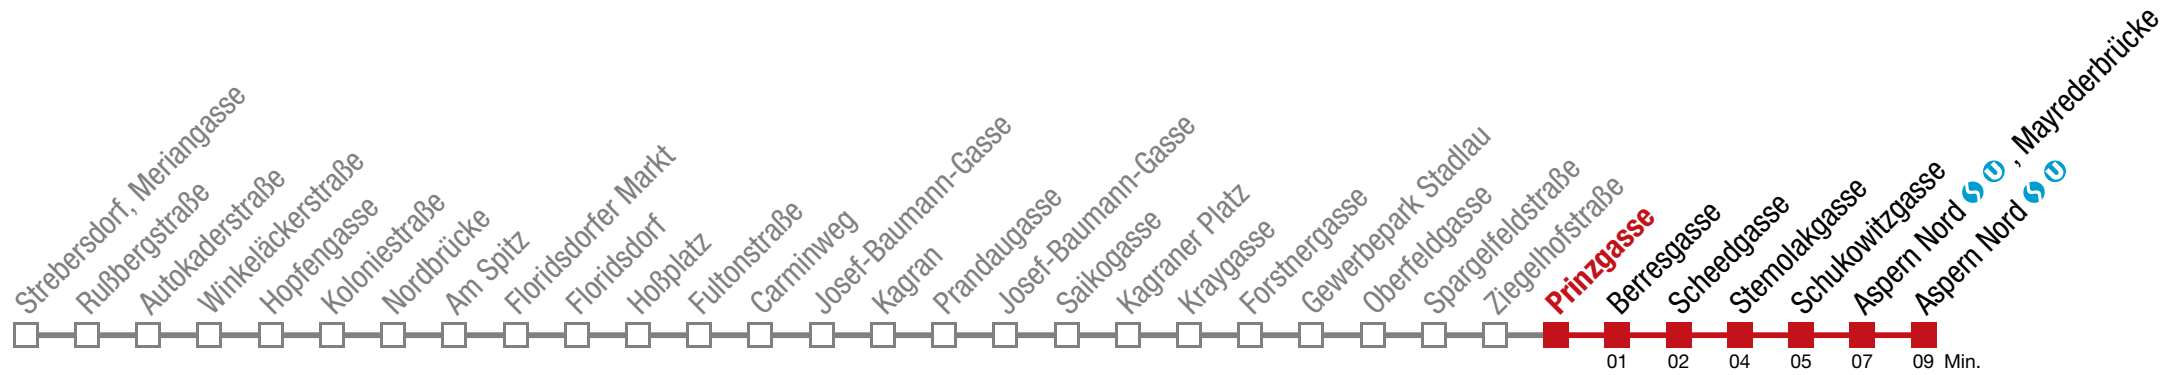 Strebersdorf, Meriangasse
Rußbergstraße
Autokaderstraße
Winkeläckerstraße
Hopfengasse
Koloniestraße
Nordbrücke
Am Spitz
Floridsdorfer Markt
Floridsdorf
Hoßplatz
Fultonstraße
Carminweg
Josef-Baumann-Gasse
Kagran
Prandaugasse
Josef-Baumann-Gasse
Saikogasse
Kagraner Platz
Kraygasse
Forstnergasse
Gewerbepark Stadlau
Oberfeldgasse
Spargelfeldstraße
Ziegelhofstraße
Prinzgasse
Berresgasse
Scheedgasse
Stemolakgasse
Schukowitzgasse
Aspern Nord S U, Mayrederbrücke
Aspern Nord S U
01 02 04 05 07 09 Min.